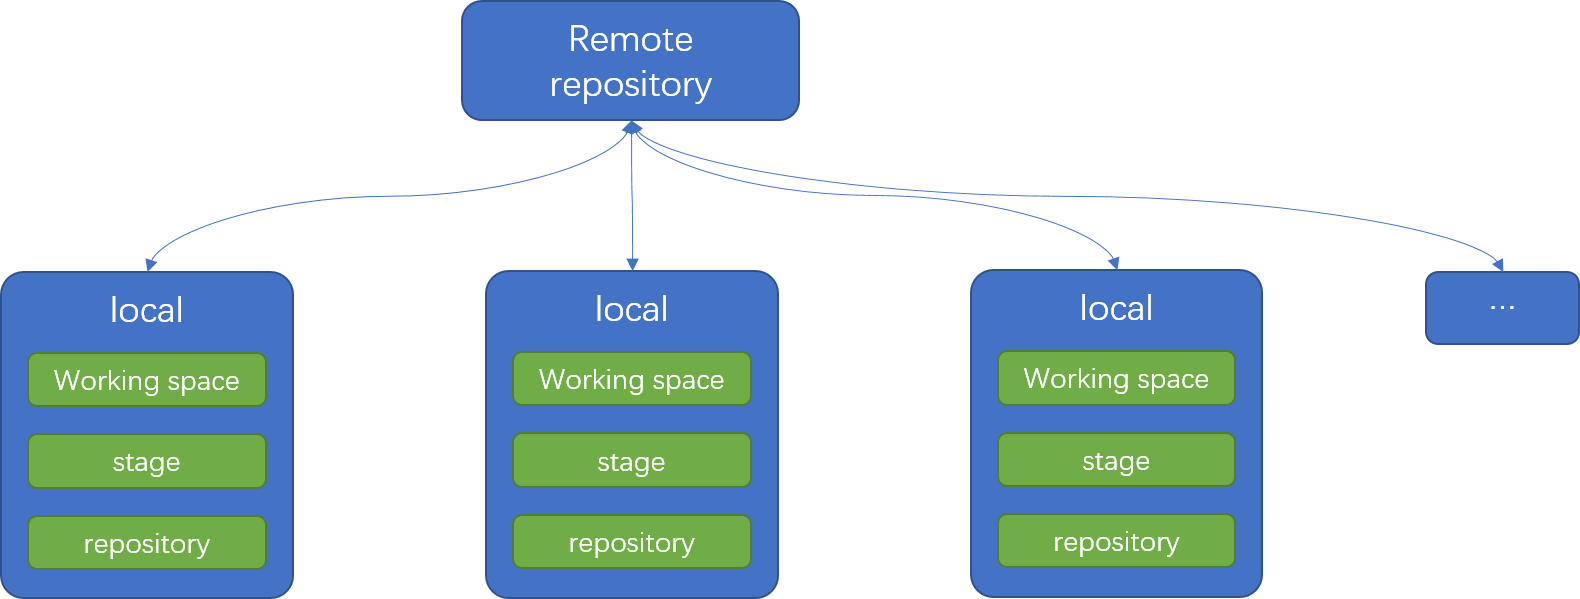 Remote
repository
local
Working space
stage
repository
local
Working space
stage
repository
local
Working space
stage
repository
...